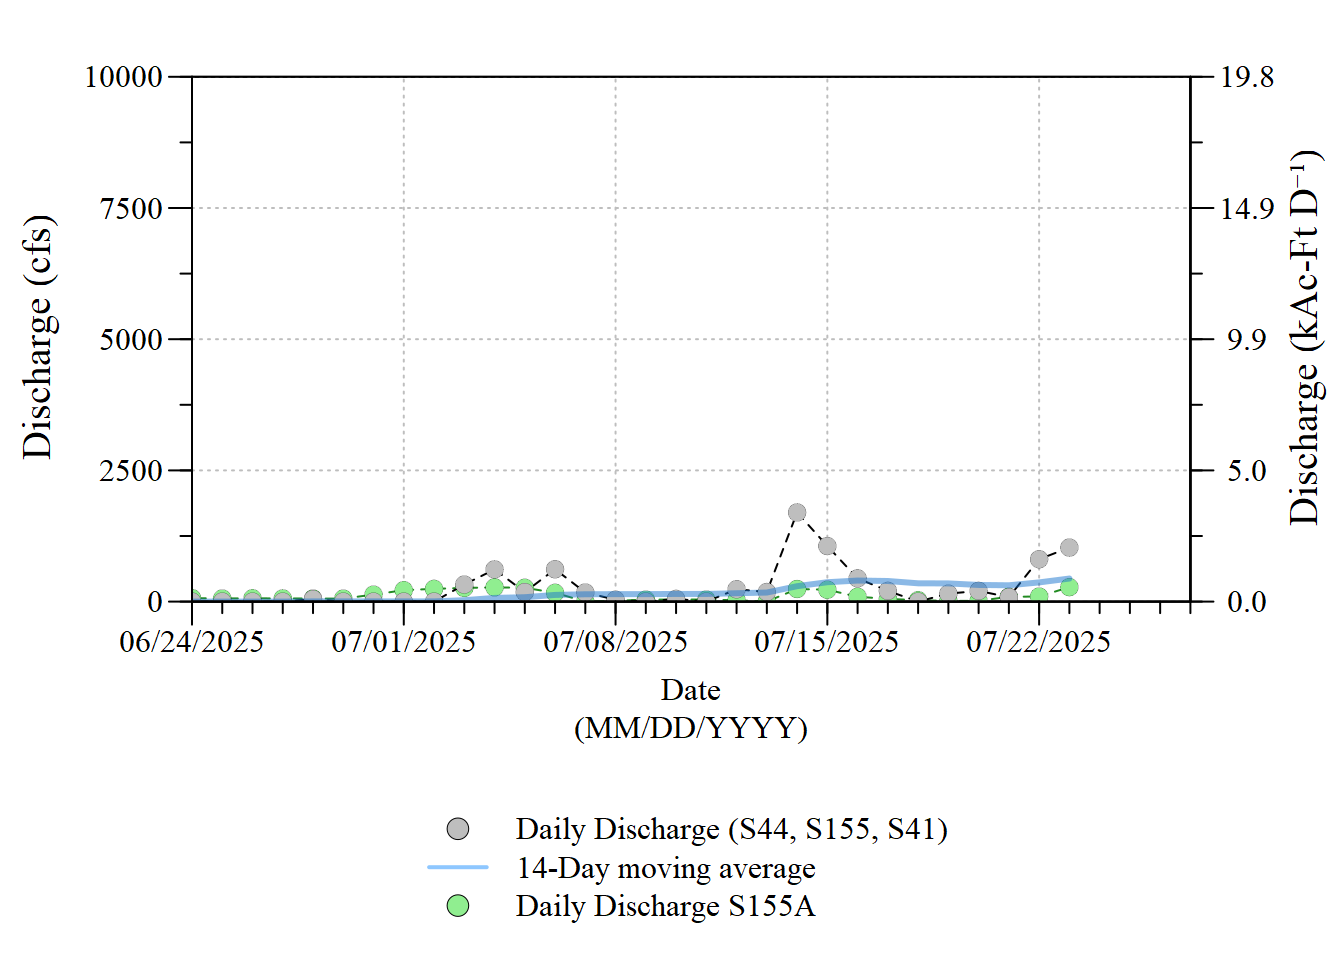 10000
7500
5000
2500
0
19.8
14.9
9.9
5.0
0.0
Discharge (cfs)
Discharge (kAc-Ft D⁻¹)
06/24/2025 07/01/2025 07/08/2025 07/15/2025 07/22/2025
Date
(MM/DD/YYYY)
Daily Discharge (S44, S155, S41)
14-Day moving average
Daily Discharge S155A